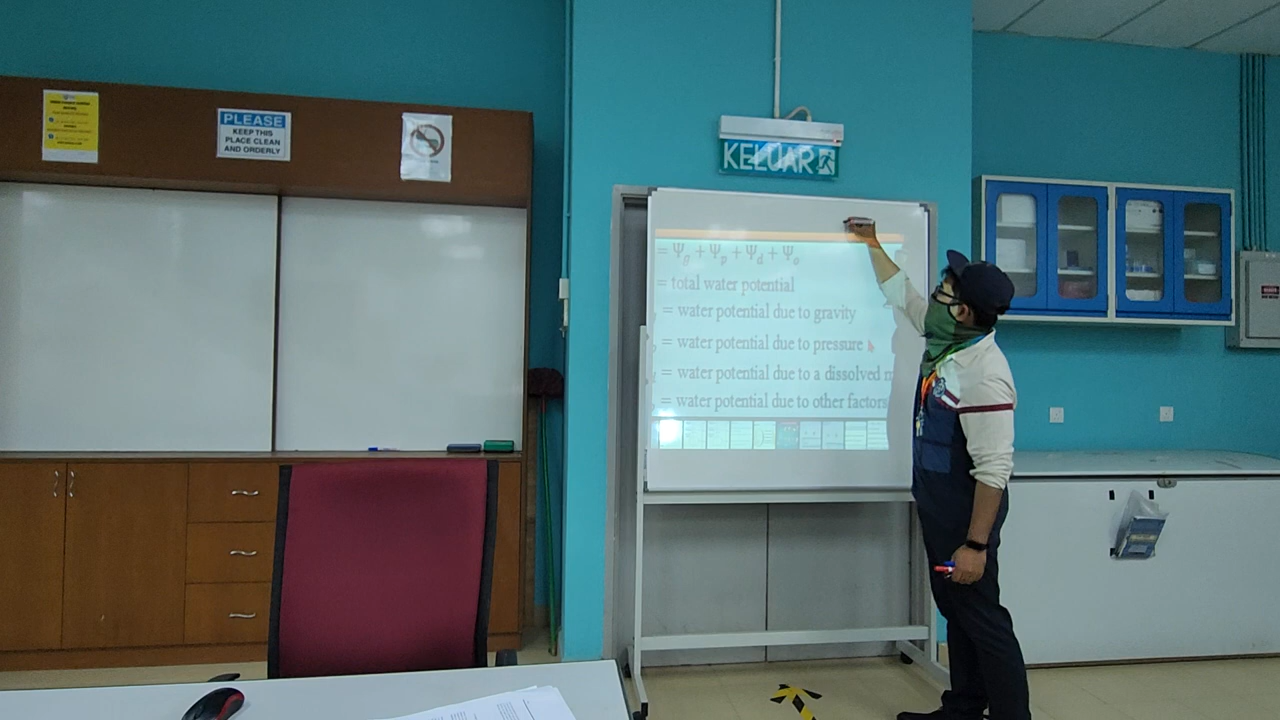 PLEASE
KEEP THIS
PLACE CLEAN
AND ORDERLY
KELUAR
= Ψg + Ψp + Ψd + Ψo
= total water potential
= water potential due to gravity
= water potential due to pressure
= water potential due to a dissolved
= water potential due to other factors